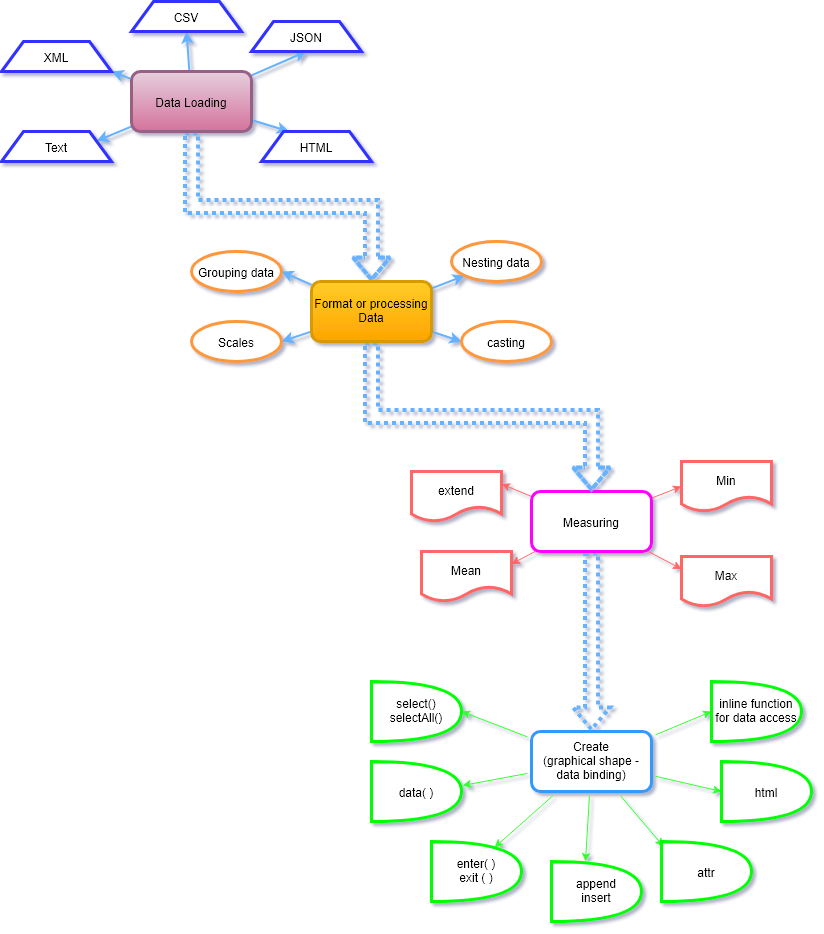 CSV
JSON
XML
Data Loading
Text
HTML
Nesting data
Grouping data
Format or processing
Data
Scales
casting
extend
Min
Measuring
Mean
Max
select()
selectAll()
inline function
for data access
Create
(graphical shape -
data binding)
data( )
html
enter( )
exit ( )
append
insert
attr